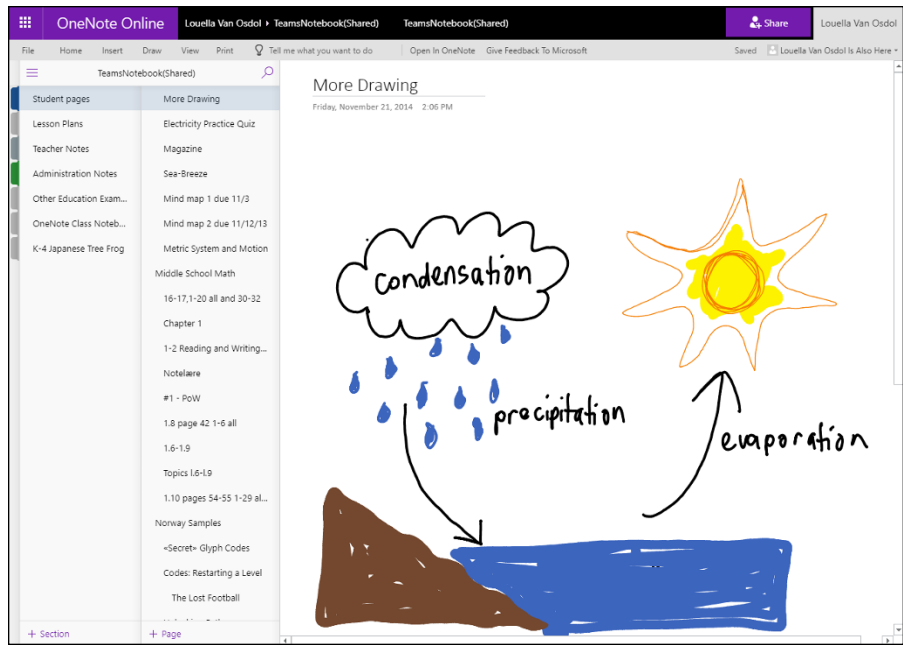 OneNote Online
Louella Van Osdol ▸ TeamsNotebook(Shared) TeamsNotebook(Shared)
Share
Louella Van Osdol
File Home Insert Draw View Print Tell me what you want to do Open In OneNote Give Feedback To Microsoft Saved Louella Van Osdol Is Also Here
TeamsNotebook(Shared)
Student pages
Lesson Plans
Teacher Notes
Administration Notes
Other Education Exam...
OneNote Class Noteb...
K-4 Japanese Tree Frog
+ Section
More Drawing
Electricity Practice Quiz
Magazine
Sea-Breeze
Mind map 1 due 11/3
Mind map 2 due 11/12/13
Metric System and Motion
Middle School Math
16-17,1-20 all and 30-32
Chapter 1
1-2 Reading and Writing...
Notelære
#1 - PoW
1.8 page 42 1-6 all
1.6-1.9
Topics l.6-l.9
1.10 pages 54-55 1-29 al...
Norway Samples
«Secret» Glyph Codes
Codes: Restarting a Level
The Lost Football
+ Page
More Drawing
Friday, November 21, 2014 2:06 PM
condensation
precipitation
evaporation